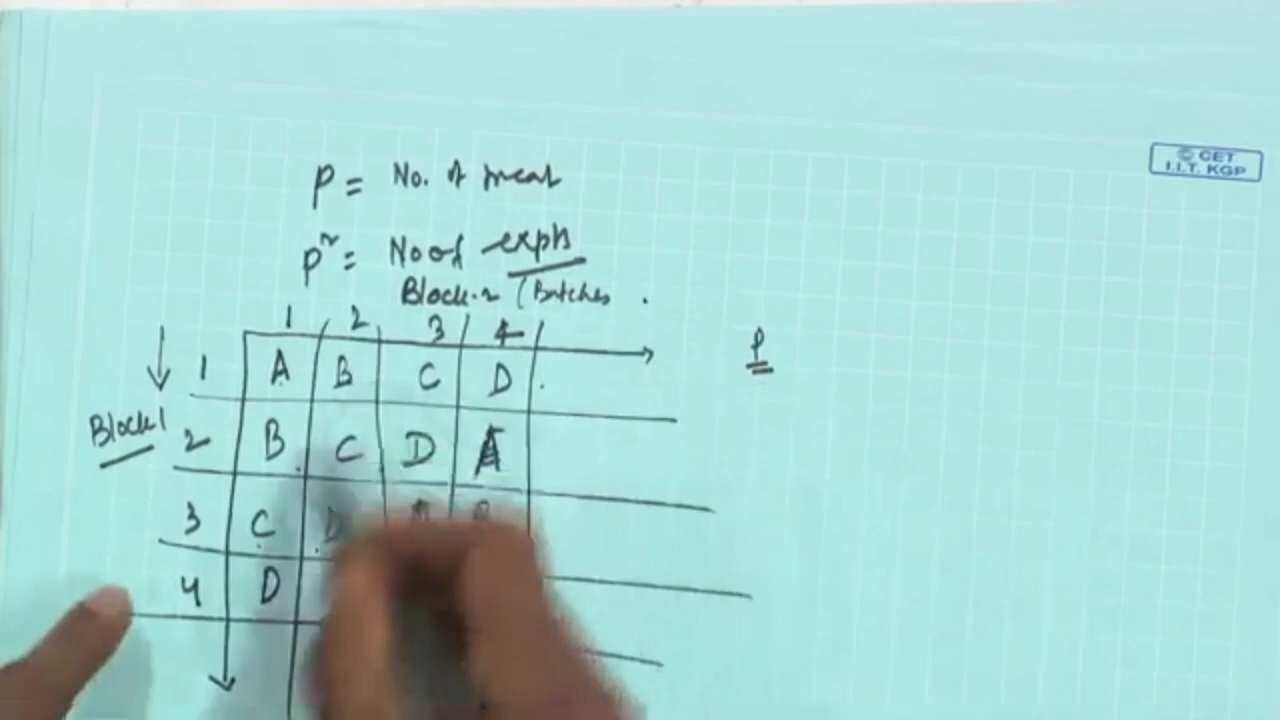 © CET
I.I.T. KGP
P = No. of treat
p² = No of expts
Block-2 (Batches .
1 2 3 4
1 A B C D
P
Block 1
2 B C D A
3 C D
4 D